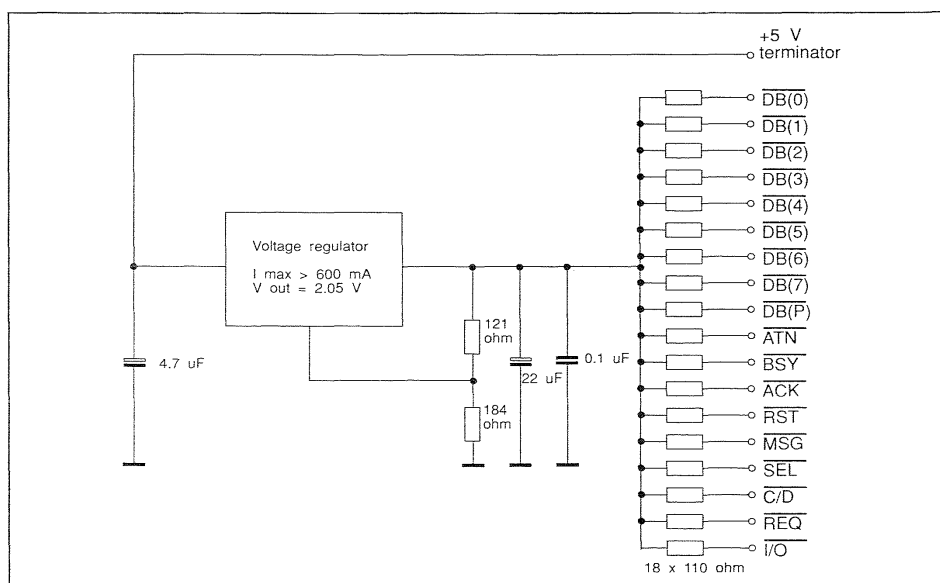 +5 V
terminator
DB(0)
DB(1)
DB(2)
DB(3)
DB(4)
DB(5)
DB(6)
DB(7)
DB(P)
ATN
BSY
ACK
RST
MSG
SEL
C/D
REQ
I/O
18 x 110 ohm
Voltage regulator
I max > 600 mA
V out = 2.05 V
4.7 uF
121
ohm
184
ohm
22 uF
0.1 uF